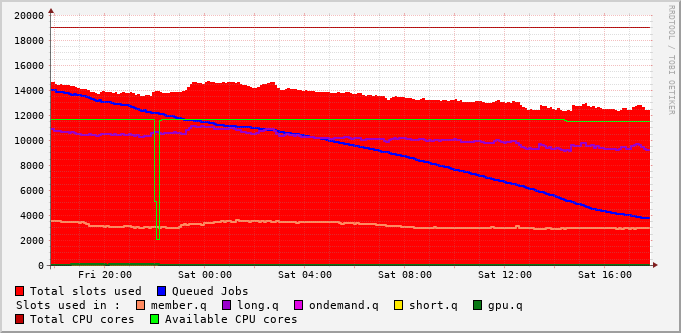 20000
18000
16000
14000
12000
10000
8000
6000
4000
2000
0
Fri 20:00 Sat 00:00 Sat 04:00 Sat 08:00 Sat 12:00 Sat 16:00
Total slots used Queued Jobs
Slots used in : member.q long.q ondemand.q short.q gpu.q
Total CPU cores Available CPU cores
RRDTOOL / TOBI OETIKER